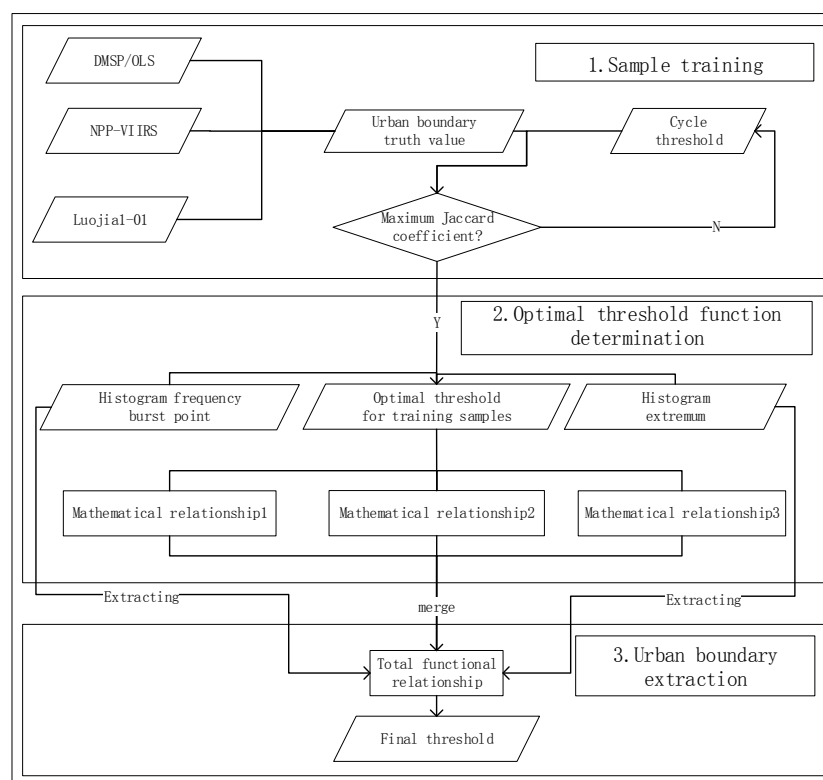 DMSP/OLS
1.Sample training
NPP-VIIRS
Urban boundary
truth value
Cycle
threshold
Luojia1-01
Maximum Jaccard
coefficient?
N
Y
2.Optimal threshold function
determination
Histogram frequency
burst point
Optimal threshold
for training samples
Histogram
extremum
Mathematical relationship1
Mathematical relationship2
Mathematical relationship3
Extracting
merge
Extracting
Total functional
relationship
3.Urban boundary
extraction
Final threshold